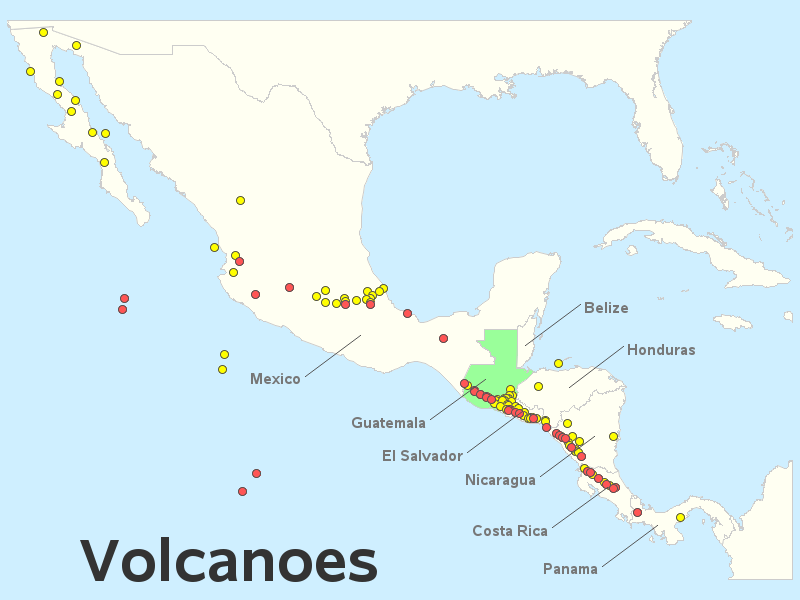 Belize
Honduras
Mexico
Guatemala
El Salvador
Nicaragua
Costa Rica
Panama
Volcanoes